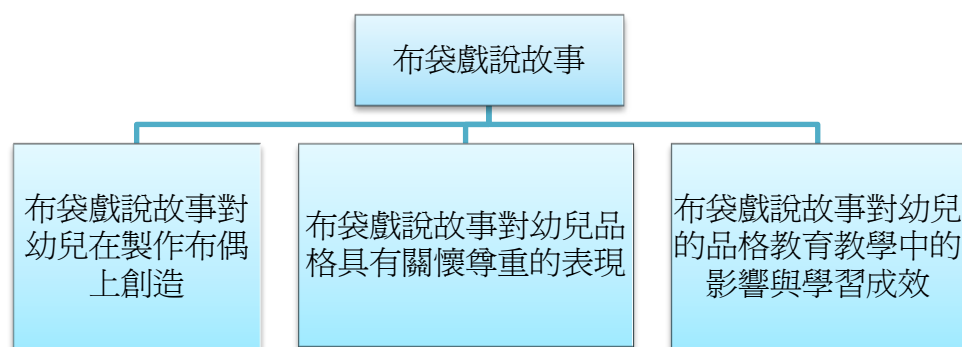 布袋戲說故事
布袋戲說故事對
幼兒在製作布偶
上創造
布袋戲說故事對幼兒品
格具有關懷尊重的表現
布袋戲說故事對幼兒
的品格教育教學中的
影響與學習成效